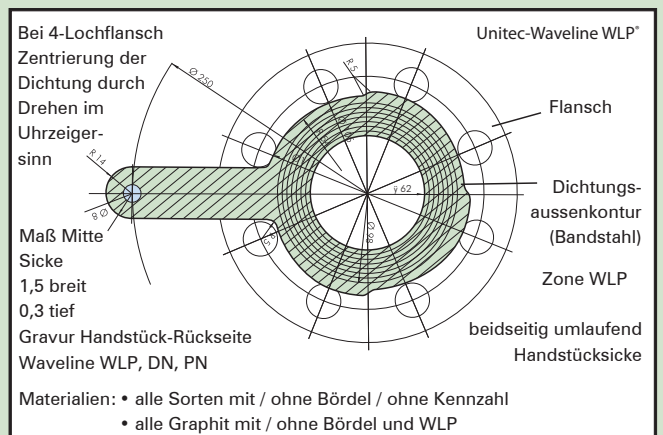 Bei 4-Lochflansch
Zentrierung der
Dichtung durch
Drehen im
Uhrzeiger-
sinn
Unitec-Waveline WLP®
Ø 250
R 5
R 14
8 Ø
ÿ 62
Ø 98
Flansch
Dichtungs-
aussenkontur
(Bandstahl)
Zone WLP
beidseitig umlaufend
Handstücksicke
Maß Mitte
Sicke
1,5 breit
0,3 tief
Gravur Handstück-Rückseite
Waveline WLP, DN, PN
Materialien: • alle Sorten mit / ohne Bördel / ohne Kennzahl
• alle Graphit mit / ohne Bördel und WLP